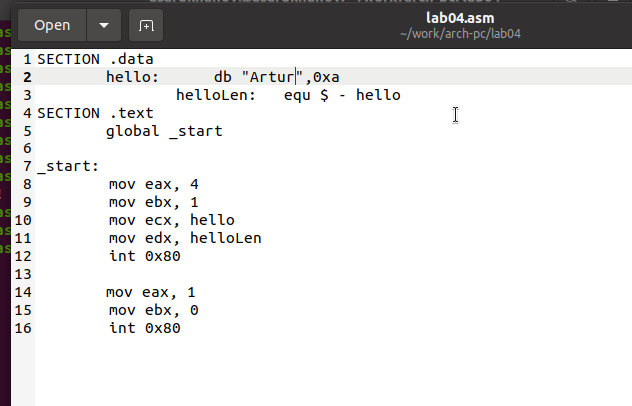 Open
lab04.asm
~/work/arch-pc/lab04
1 SECTION .data
2 hello: db "Artur",0xa
3 helloLen: equ $ - hello
4 SECTION .text
5 global _start
6
7 _start:
8 mov eax, 4
9 mov ebx, 1
10 mov ecx, hello
11 mov edx, helloLen
12 int 0x80
13
14 mov eax, 1
15 mov ebx, 0
16 int 0x80